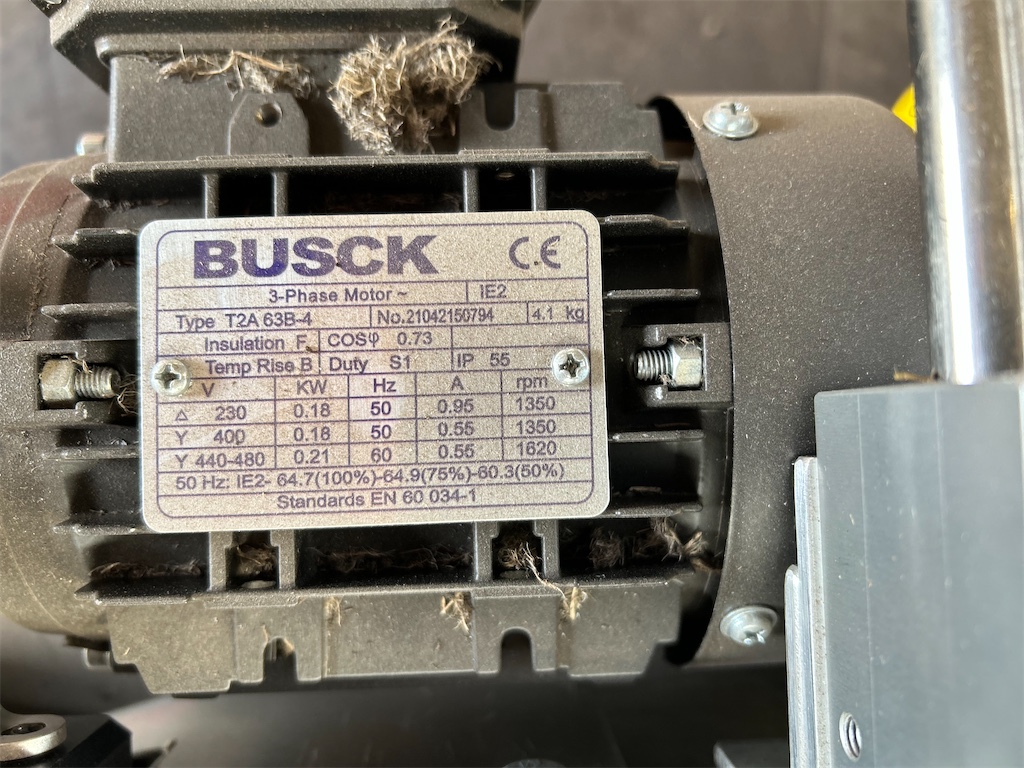 BUSCK CE
3-Phase Motor ~ IE2
Type T2A 63B-4 No.21042150794 4.1 kg
Insulation F COSφ 0.73
Temp Rise B Duty S1 IP 55
V KW Hz A rpm
Δ 230 0.18 50 0.95 1350
Y 400 0.18 50 0.55 1350
Y 440-480 0.21 60 0.55 1620
50 Hz: IE2- 64.7(100%)-64.9(75%)-60.3(50%)
Standards EN 60 034-1